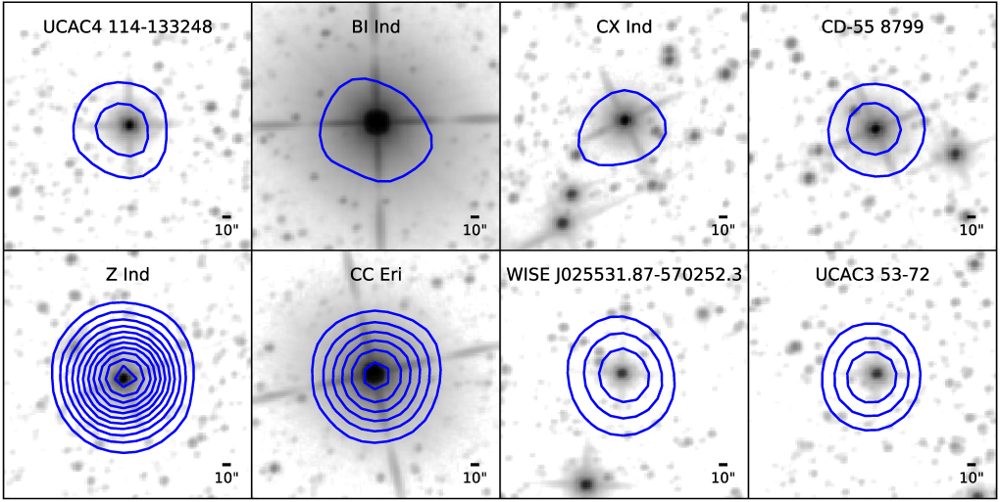 UCAC4 114-133248
BI Ind
CX Ind
CD-55 8799
10"
10"
10"
10"
Z Ind
CC Eri
WISE J025531.87-570252.3
UCAC3 53-72
10"
10"
10"
10"